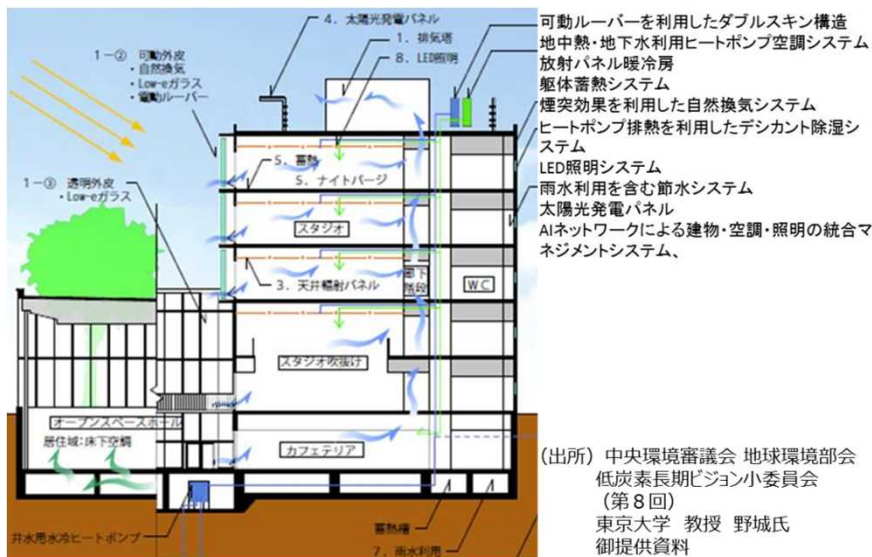 4．太陽光発電パネル
1．排気塔
8．LED照明
1－② 可動外皮
・自然換気
・Low-eガラス
・電動ルーバー
5．蓄熱
5．ナイトパージ
1－③ 透明外皮
・Low-eガラス
スタジオ
3．天井輻射パネル
廊下
階段
W.C
スタジオ吹抜け
オープンスペースホール
居住域：床下空調
カフェテリア
井水用水冷ヒートポンプ
蓄熱槽
7．雨水利用
可動ルーバーを利用したダブルスキン構造
地中熱・地下水利用ヒートポンプ空調システム
放射パネル暖冷房
躯体蓄熱システム
煙突効果を利用した自然換気システム
ヒートポンプ排熱を利用したデシカント除湿シ
ステム
LED照明システム
雨水利用を含む節水システム
太陽光発電パネル
AIネットワークによる建物・空調・照明の統合マ
ネジメントシステム、
（出所）中央環境審議会 地球環境部会
低炭素長期ビジョン小委員会
（第８回）
東京大学 教授 野城氏
御提供資料